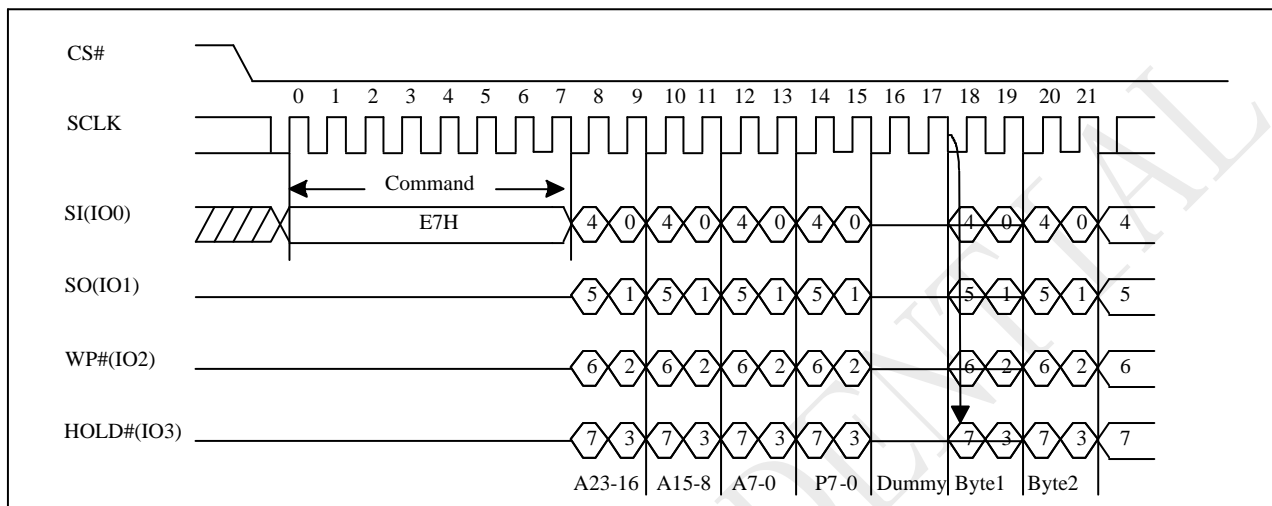 CS#
0 1 2 3 4 5 6 7 8 9 10 11 12 13 14 15 16 17 18 19 20 21
SCLK
Command
SI(IO0) E7H 4 0 4 0 4 0 4 0 4 0 4 0 4
SO(IO1) 5 1 5 1 5 1 5 1 5 1 5 1 5
WP#(IO2) 6 2 6 2 6 2 6 2 6 2 6 2 6
HOLD#(IO3) 7 3 7 3 7 3 7 3 7 3 7 3 7
A23-16 A15-8 A7-0 P7-0 Dummy Byte1 Byte2
DENTIAL